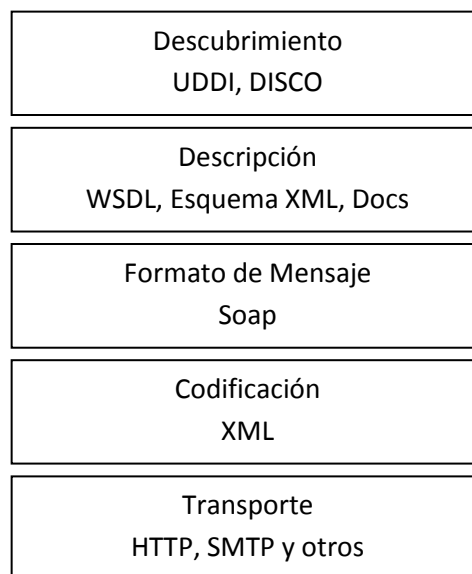 Descubrimiento
UDDI, DISCO
Descripción
WSDL, Esquema XML, Docs
Formato de Mensaje
Soap
Codificación
XML
Transporte
HTTP, SMTP y otros